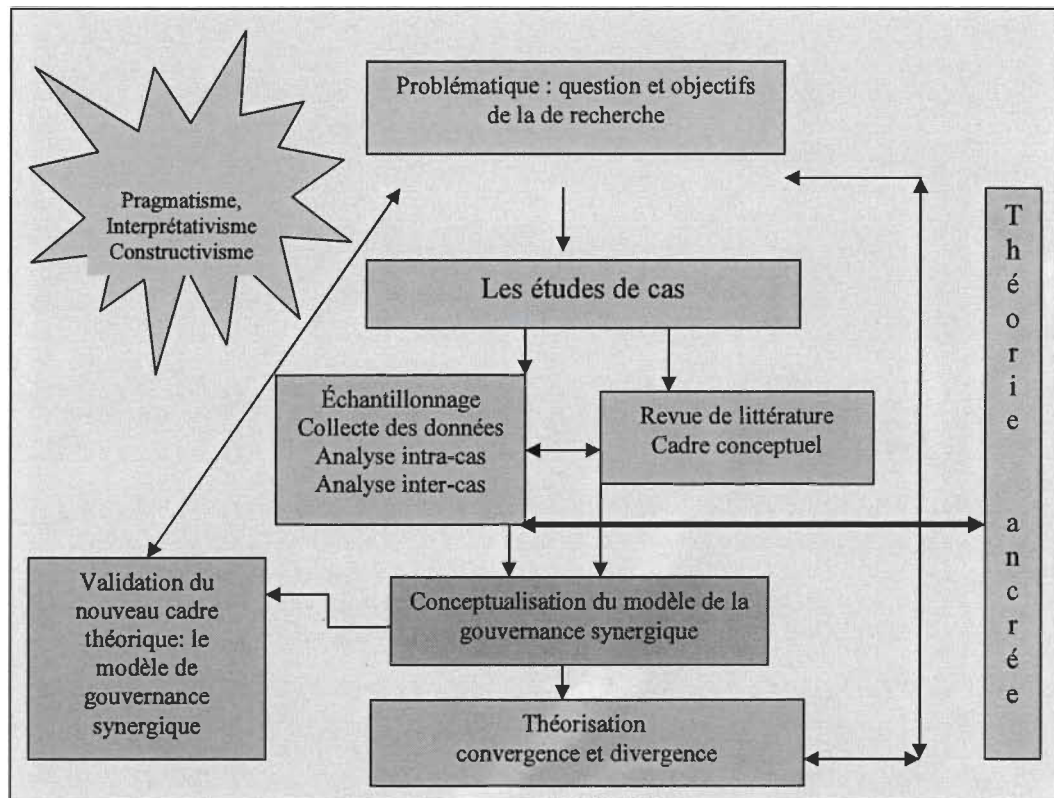 Problématique : question et objectifs
de la de recherche
Pragmatisme,
Interprétativisme
Constructivisme
Les études de cas
Échantillonnage
Collecte des données
Analyse intra-cas
Analyse inter-cas
Revue de littérature
Cadre conceptuel
Théorie ancrée
Validation du
nouveau cadre
théorique: le
modèle de
gouvernance
synergique
Conceptualisation du modèle de la
gouvernance synergique
Théorisation
convergence et divergence